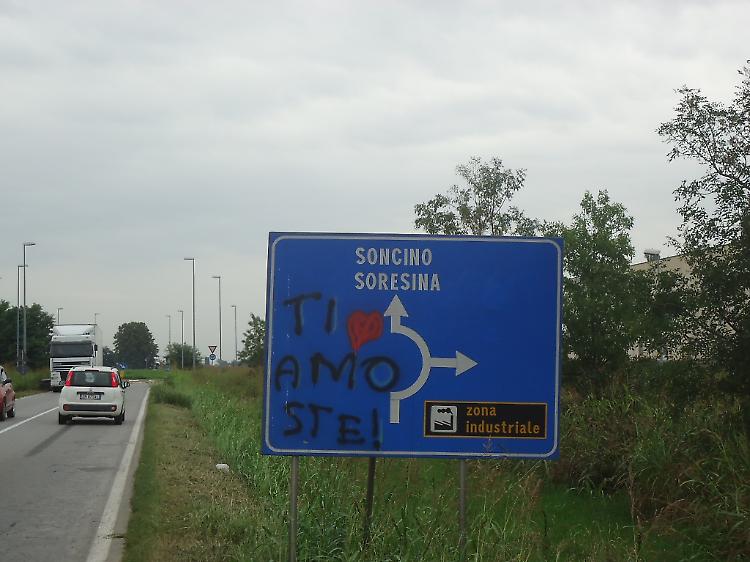 SONCINO
SORESINA
TI
AMO
STE!
zona
industriale